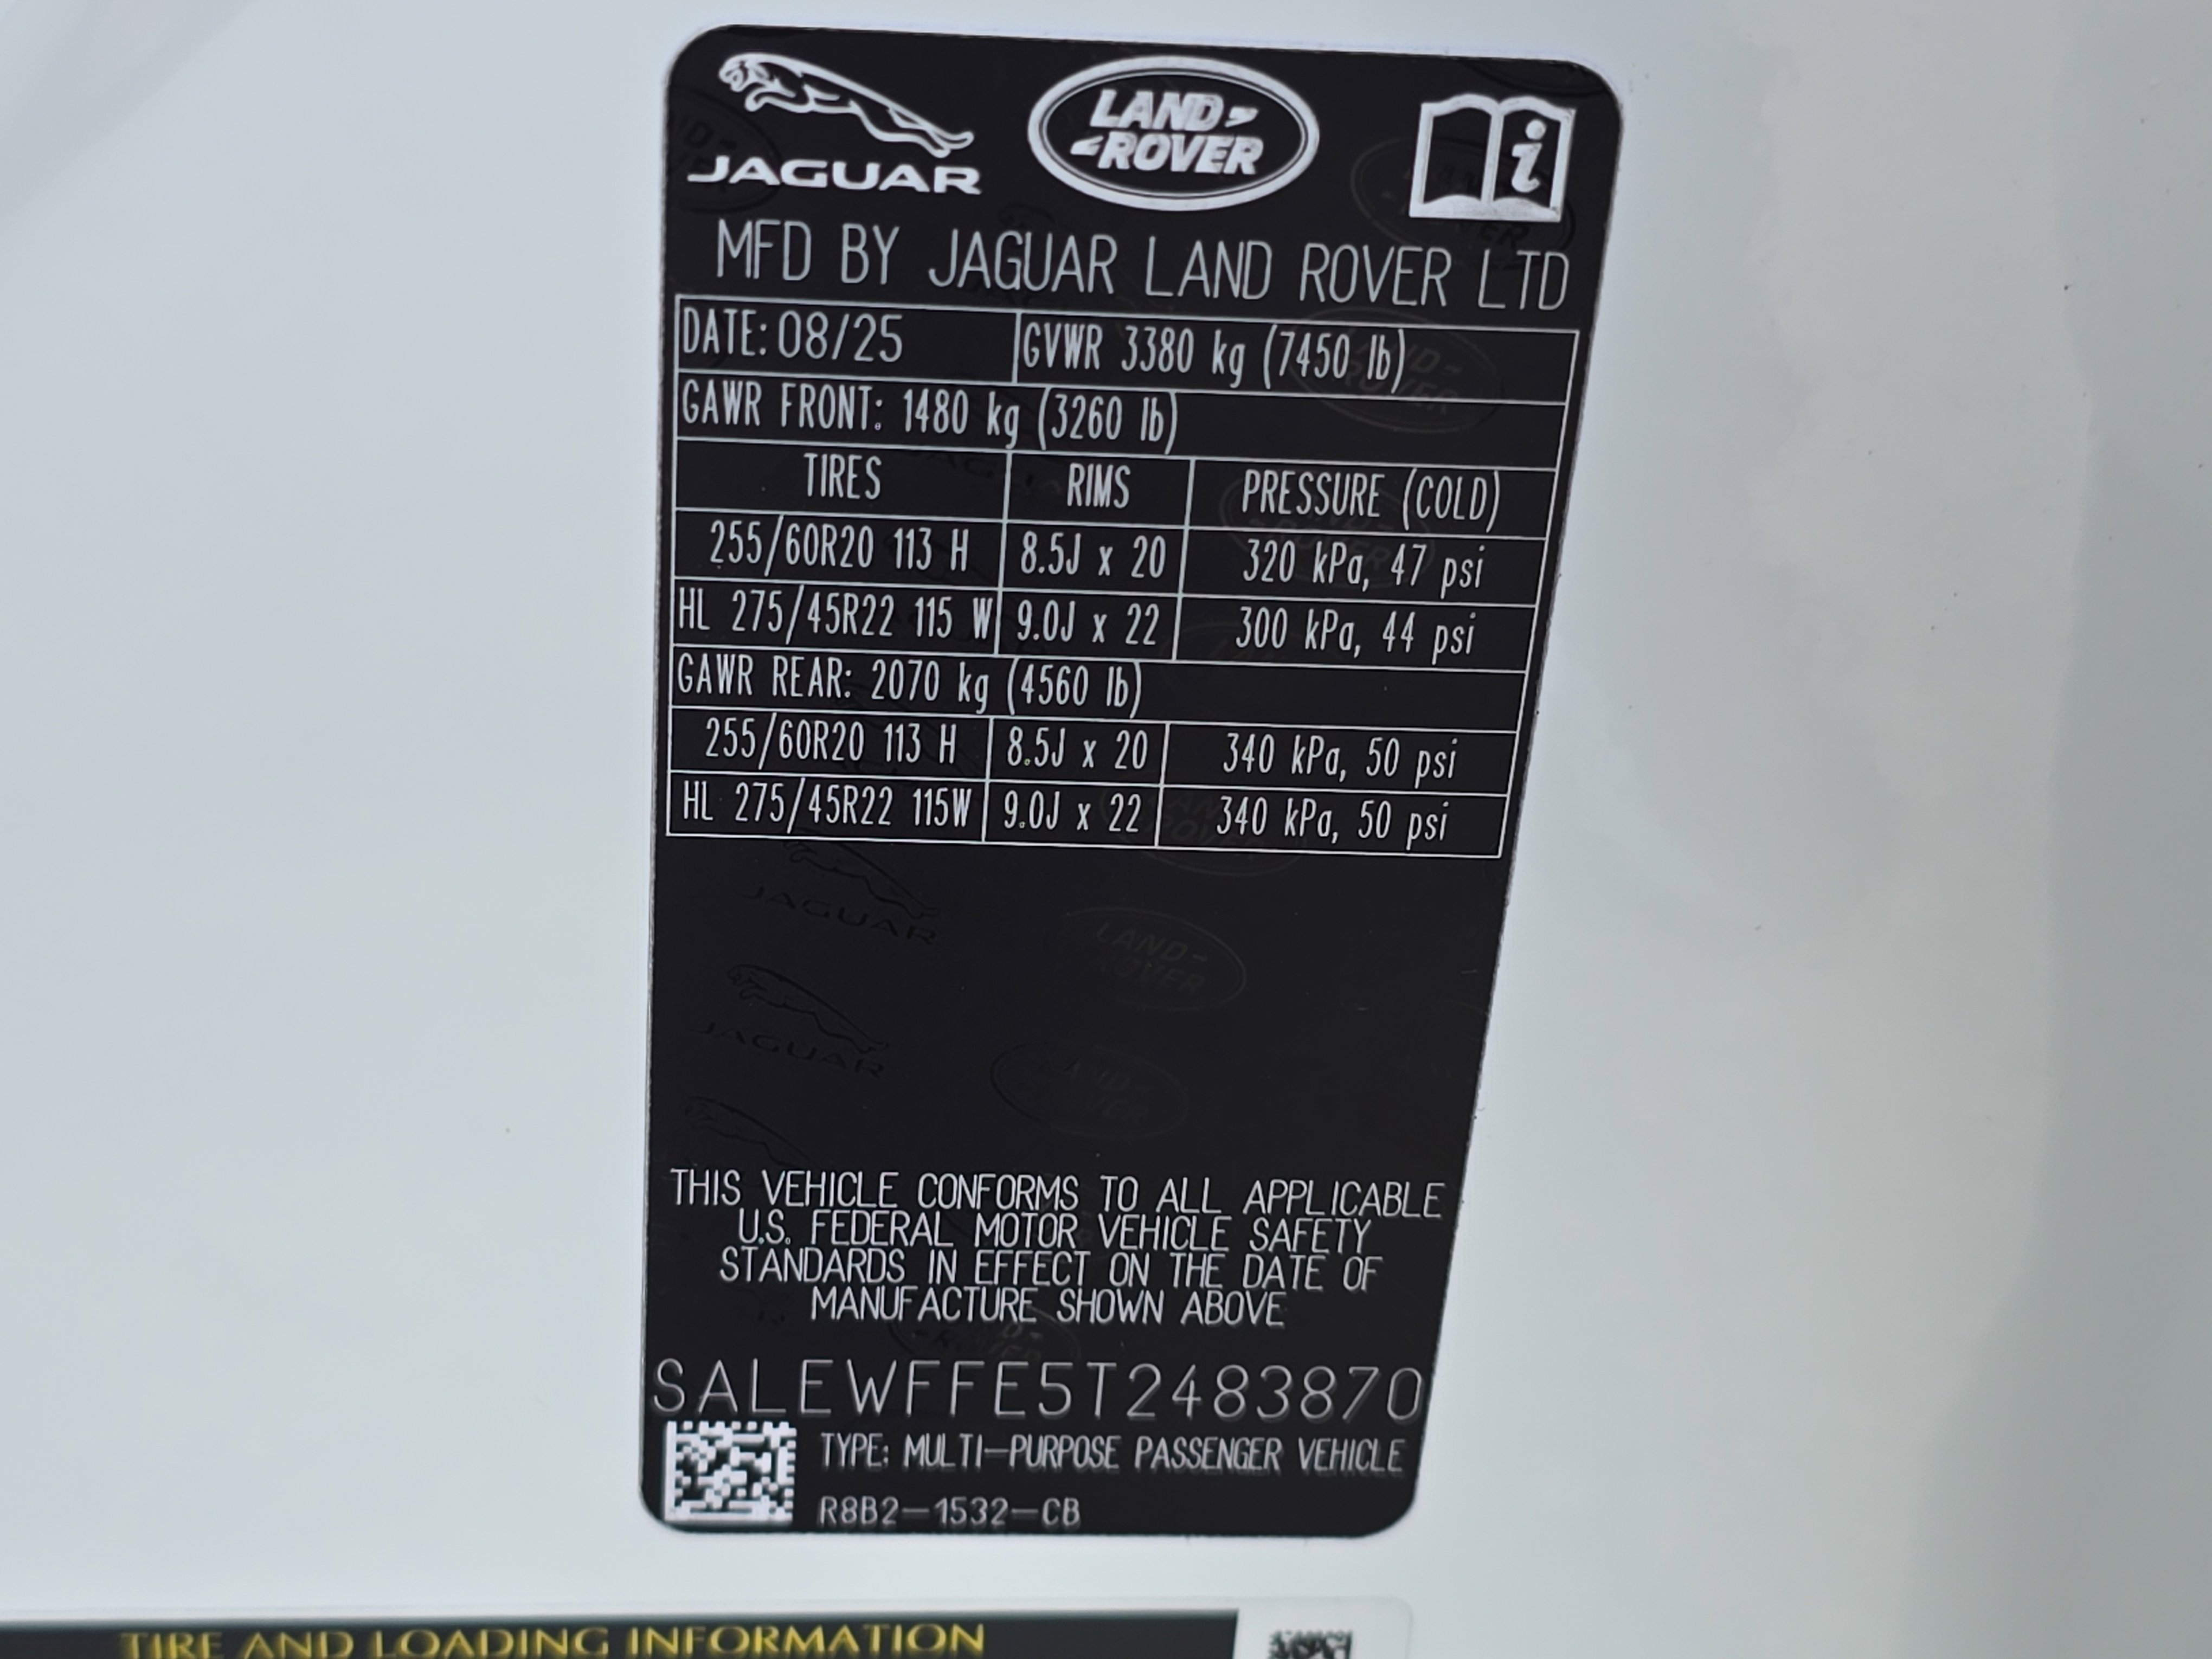 JAGUAR
LAND
ROVER
i
MFD BY JAGUAR LAND ROVER LTD
DATE: 08/25 GVWR 3380 kg (7450 lb)
GAWR FRONT: 1480 kg (3260 lb)
TIRES RIMS PRESSURE (COLD)
255/60R20 113 H 8.5J x 20 320 kPa, 47 psi
HL 275/45R22 115 W 9.0J x 22 300 kPa, 44 psi
GAWR REAR: 2070 kg (4560 lb)
255/60R20 113 H 8.5J x 20 340 kPa, 50 psi
HL 275/45R22 115W 9.0J x 22 340 kPa, 50 psi
THIS VEHICLE CONFORMS TO ALL APPLICABLE
U.S. FEDERAL MOTOR VEHICLE SAFETY
STANDARDS IN EFFECT ON THE DATE OF
MANUFACTURE SHOWN ABOVE
SALEWFFE5T2483870
TYPE: MULTI-PURPOSE PASSENGER VEHICLE
R8B2-1532-CB
TIRE AND LOADING INFORMATION